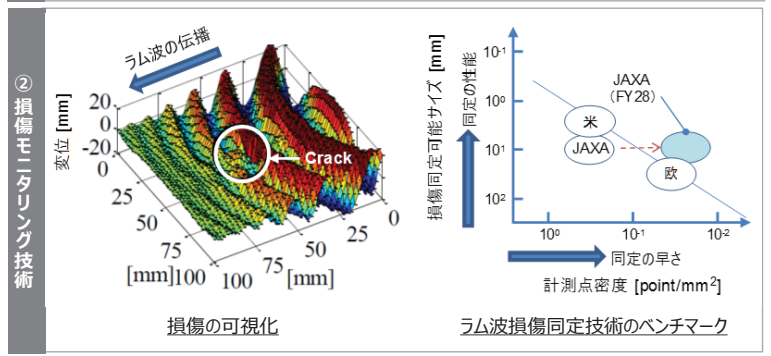 ② 損傷モニタリング技術
ラム波の伝播
変位 [mm]
20
0
-20
0
25
50
75
[mm]
100
100
75
[mm]
50
25
0
Crack
損傷の可視化
損傷同定可能サイズ [mm]
同定の性能
10-1
100
101
102
JAXA
(FY28)
米
JAXA
欧
100
10-1
10-2
同定の早さ
計測点密度 [point/mm2]
ラム波損傷同定技術のベンチマーク